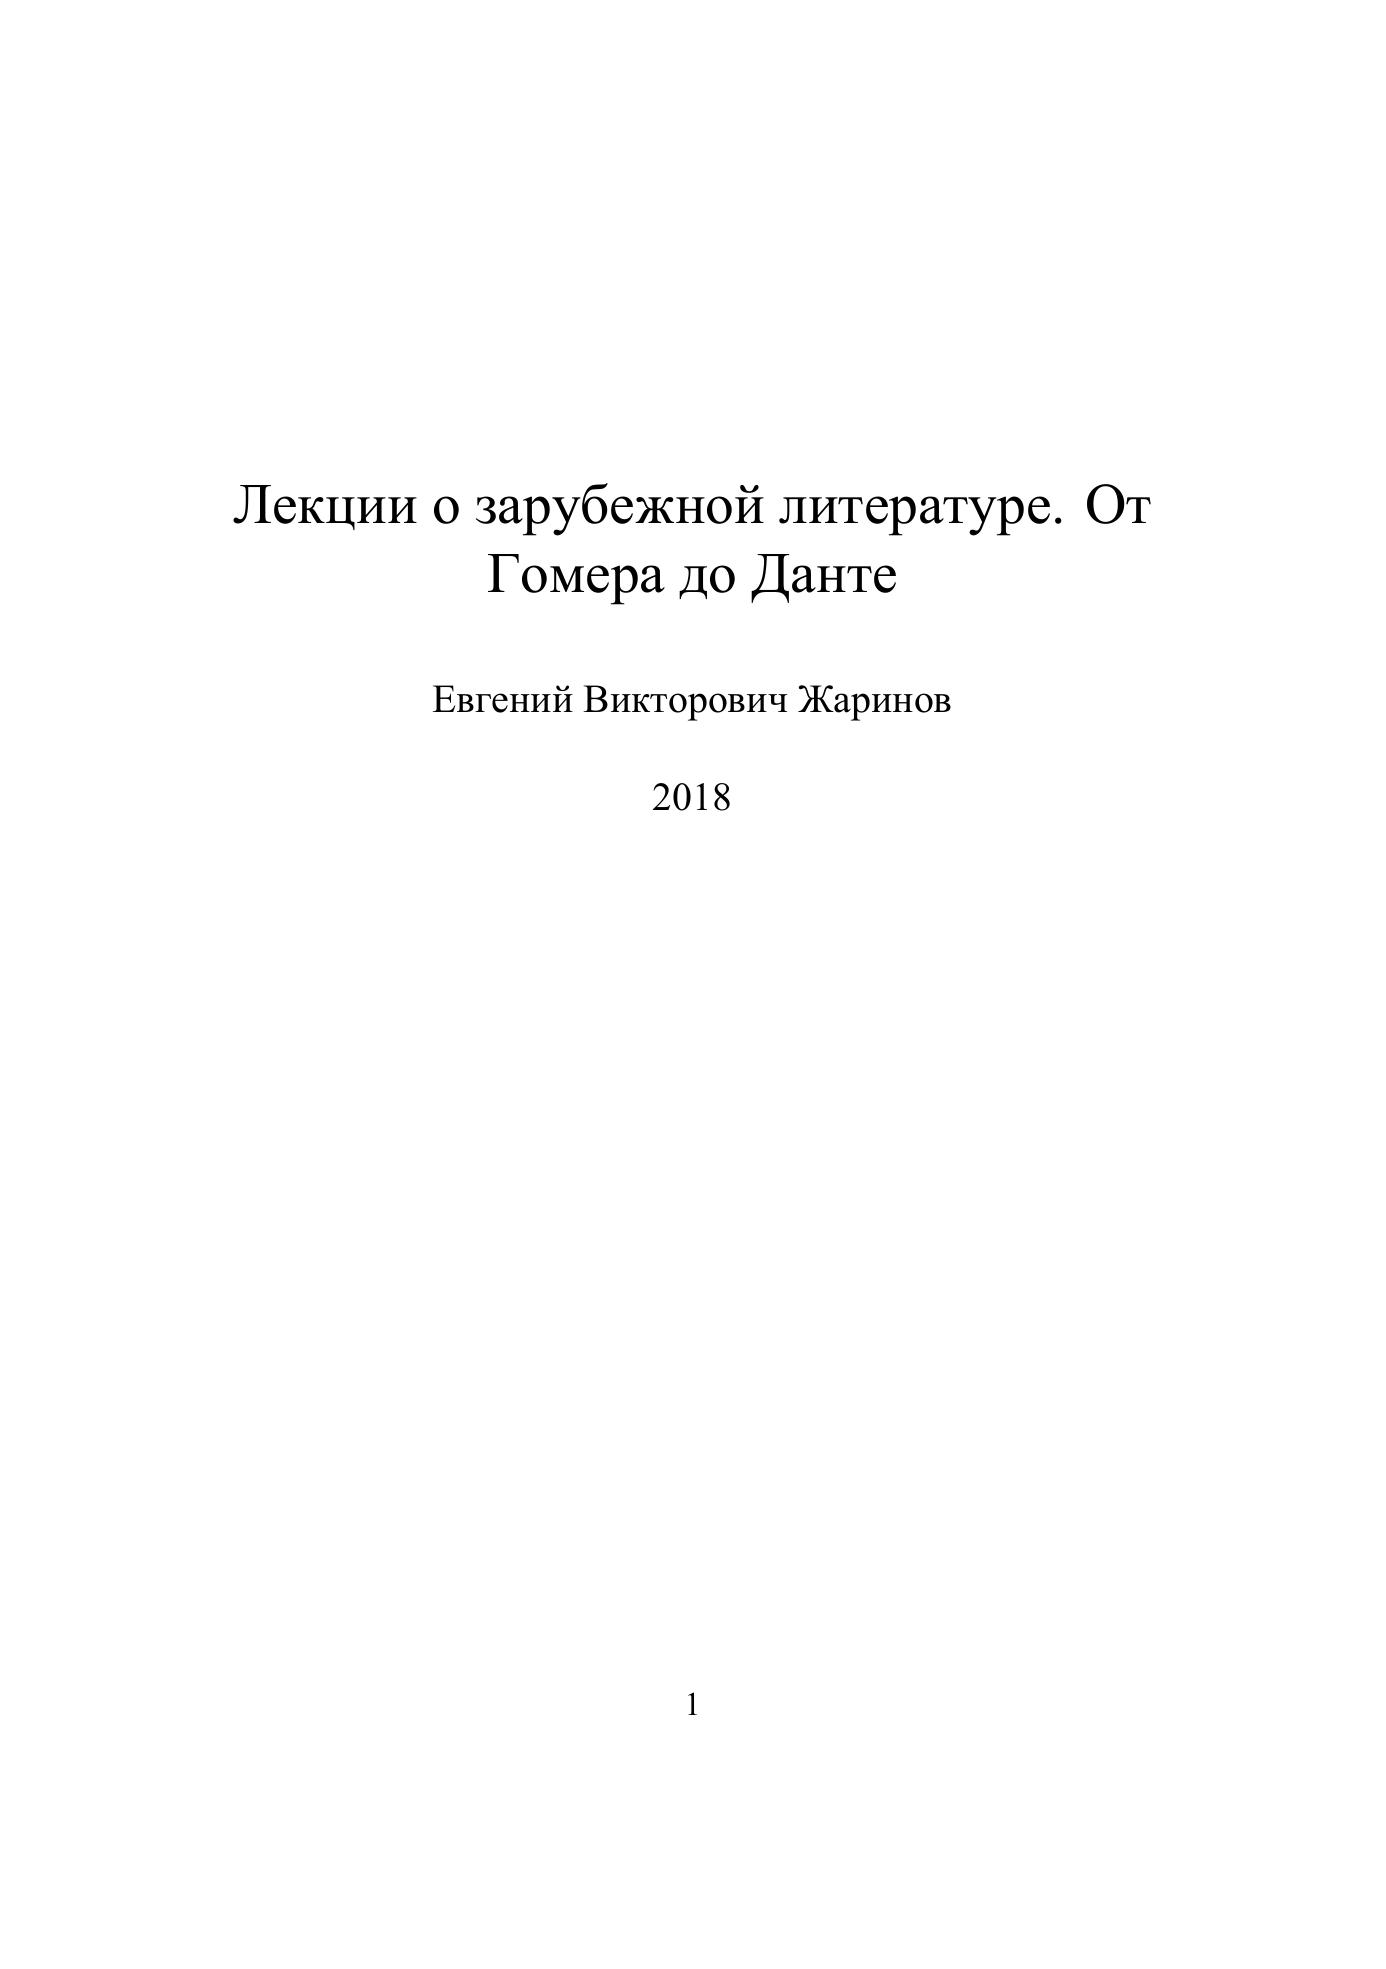 Лекции о зарубежной литературе. От
Гомера до Данте
Евгений Викторович Жаринов
2018
1